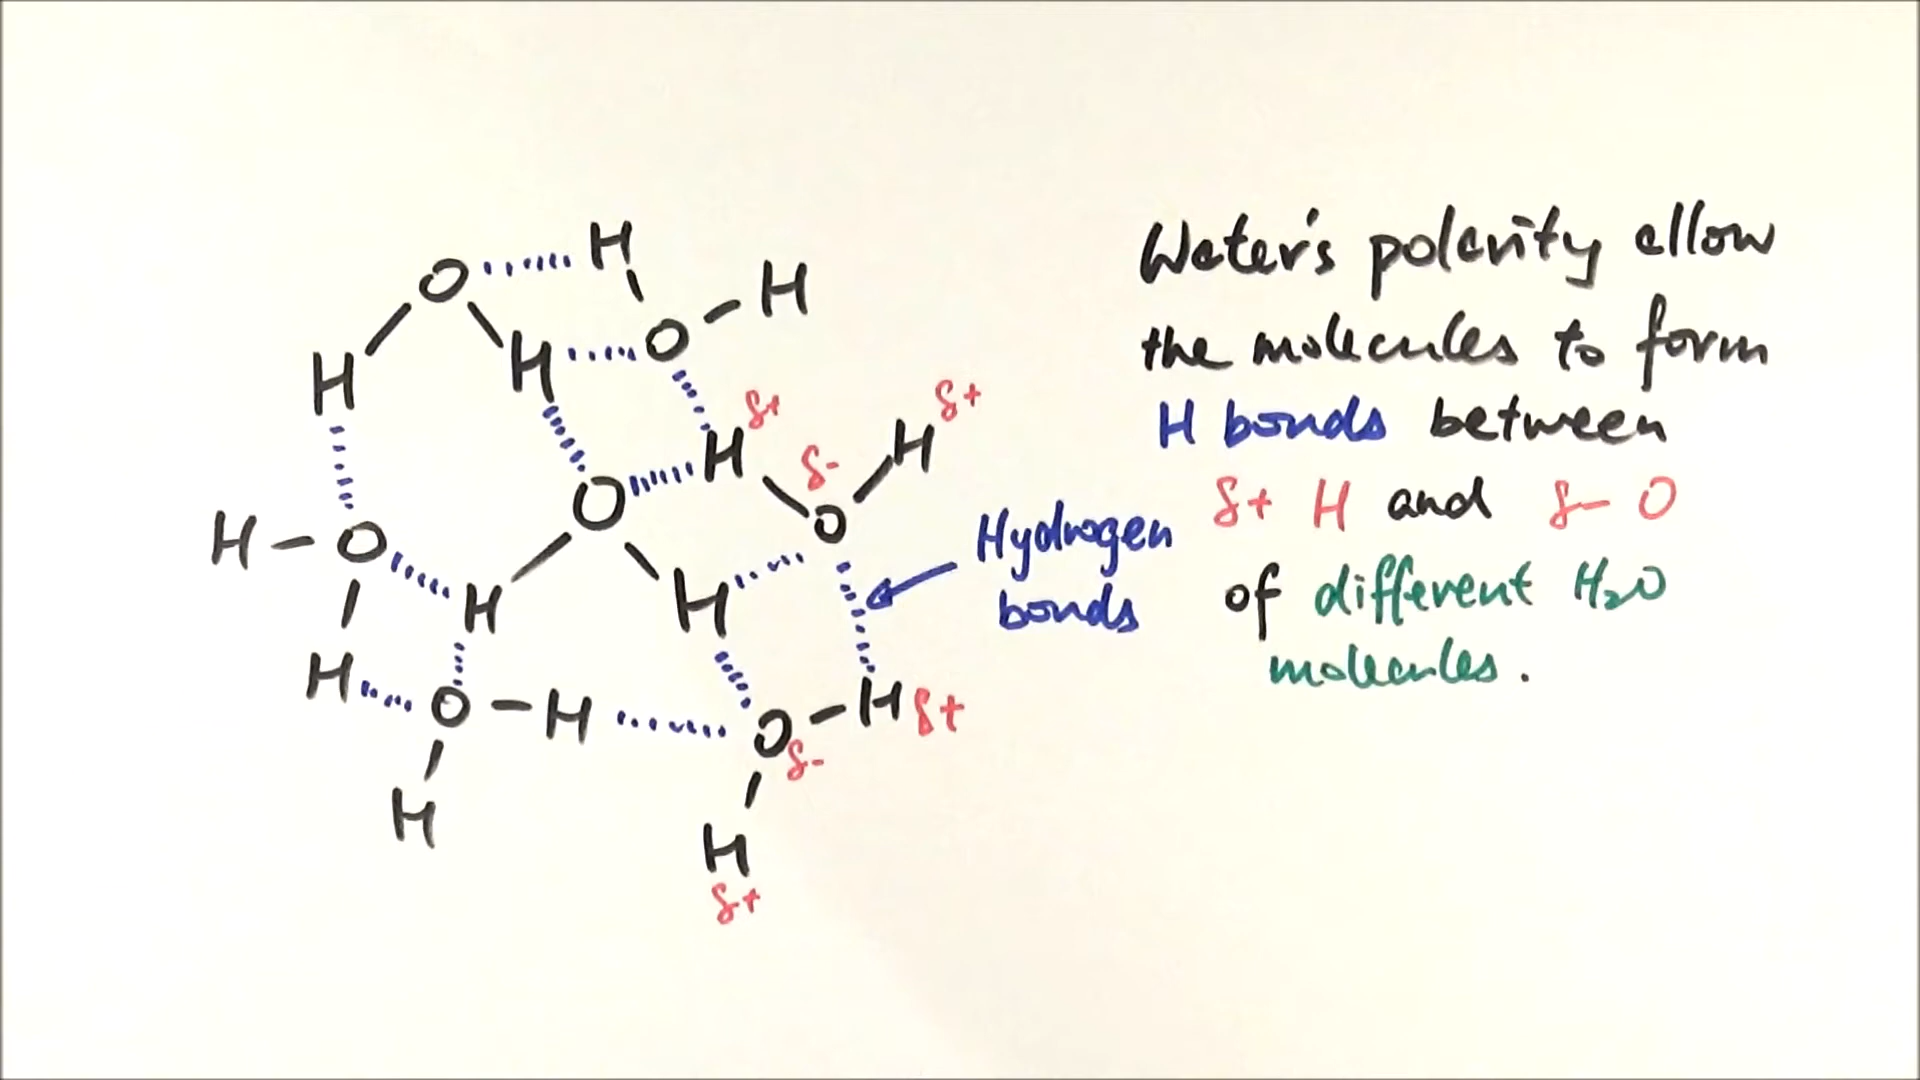 H
O
H
H
H
O
δ+
δ+
H
H
δ-
O
H
O
O
H
Hydrogen
bonds
H
H
H
O
H
H
δ+
O
δ-
H
H
δ+
Water's polarity allow
the molecules to form
H bonds between
δ+ H and δ- O
of different H₂O
molecules.